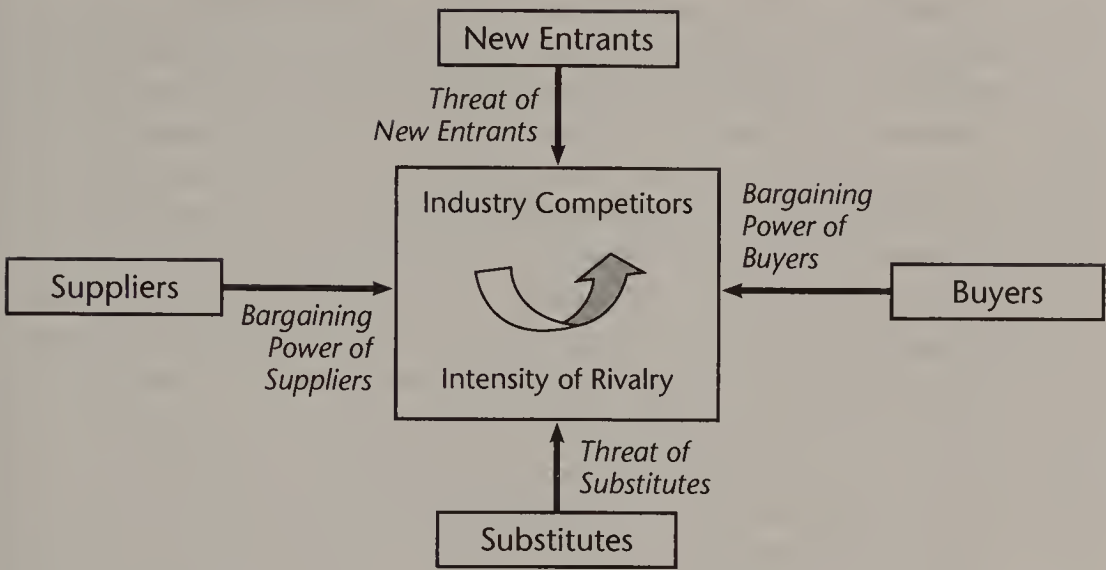 New Entrants
Threat of
New Entrants
Industry Competitors
Bargaining
Power of
Buyers
Suppliers
Buyers
Bargaining
Power of
Suppliers
Intensity of Rivalry
Threat of
Substitutes
Substitutes